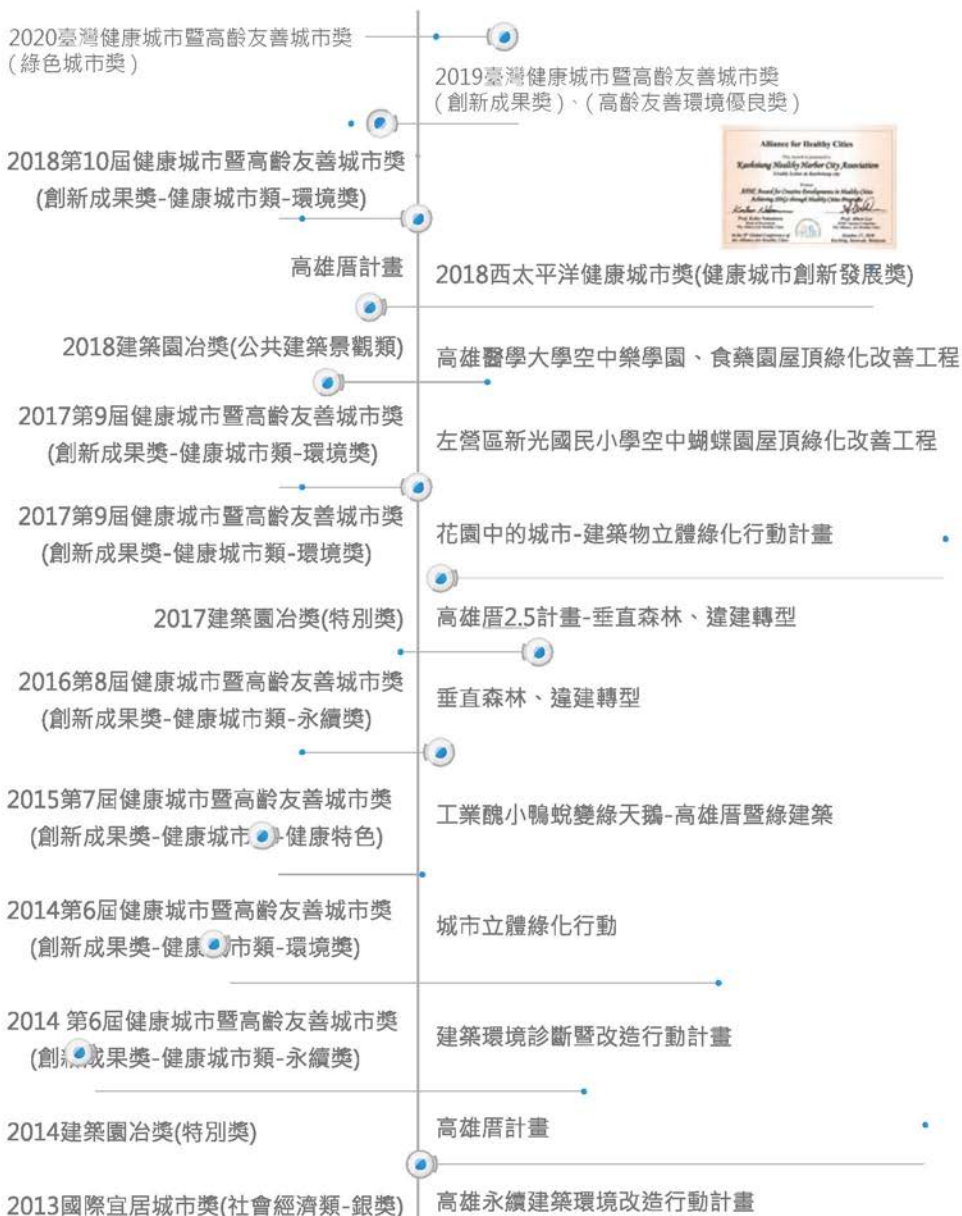 2020臺灣健康城市暨高齡友善城市獎
(綠色城市獎)
2019臺灣健康城市暨高齡友善城市獎
(創新成果獎)、(高齡友善環境優良獎)
Alliance for Healthy Cities
Kaohsiung Healthy Harbor City Association
2018第10屆健康城市暨高齡友善城市獎
(創新成果獎-健康城市類-環境獎)
高雄厝計畫
2018西太平洋健康城市獎(健康城市創新發展獎)
2018建築園冶獎(公共建築景觀類)
高雄醫學大學空中樂學園、食藥園屋頂綠化改善工程
2017第9屆健康城市暨高齡友善城市獎
(創新成果獎-健康城市類-環境獎)
左營區新光國民小學空中蝴蝶園屋頂綠化改善工程
2017第9屆健康城市暨高齡友善城市獎
(創新成果獎-健康城市類-環境獎)
花園中的城市-建築物立體綠化行動計畫
2017建築園冶獎(特別獎)
高雄厝2.5計畫-垂直森林、違建轉型
2016第8屆健康城市暨高齡友善城市獎
(創新成果獎-健康城市類-永續獎)
垂直森林、違建轉型
2015第7屆健康城市暨高齡友善城市獎
(創新成果獎-健康城市-健康特色)
工業醜小鴨蛻變綠天鵝-高雄厝暨綠建築
2014第6屆健康城市暨高齡友善城市獎
(創新成果獎-健康市類-環境獎)
城市立體綠化行動
2014 第6屆健康城市暨高齡友善城市獎
(創成果獎-健康城市類-永續獎)
建築環境診斷暨改造行動計畫
2014建築園冶獎(特別獎)
高雄厝計畫
2013國際宜居城市獎(社會經濟類-銀獎)
高雄永續建築環境改造行動計畫